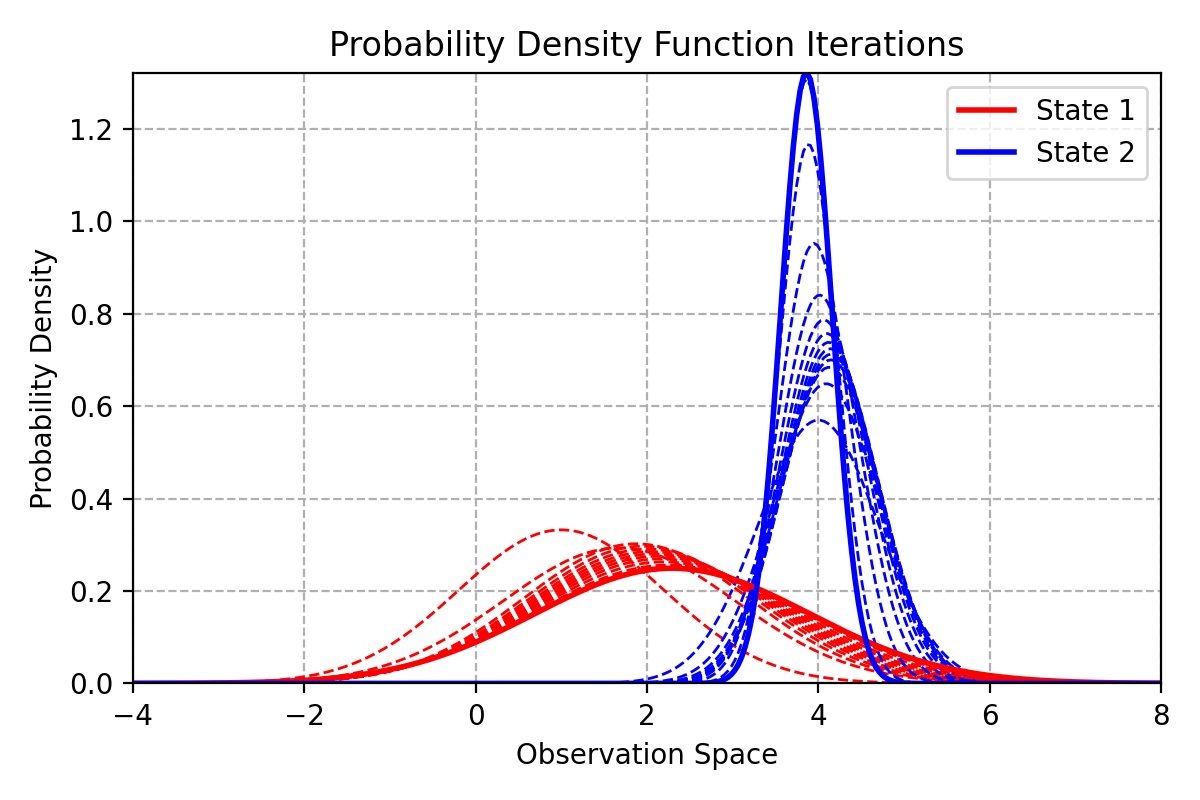 Probability Density Function Iterations
Probability Density
1.2
1.0
0.8
0.6
0.4
0.2
0.0
State 1
State 2
−4 −2 0 2 4 6 8
Observation Space